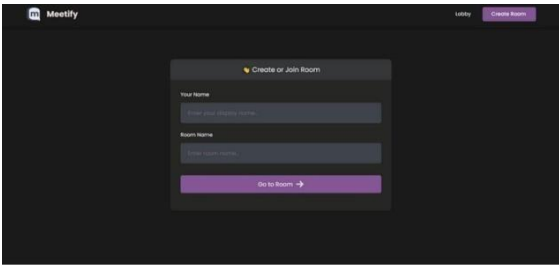 m Meetify
Lobby
Create Room
👋 Create or Join Room
Your Name
Enter your display name...
Room Name
Enter room name...
Go to Room →